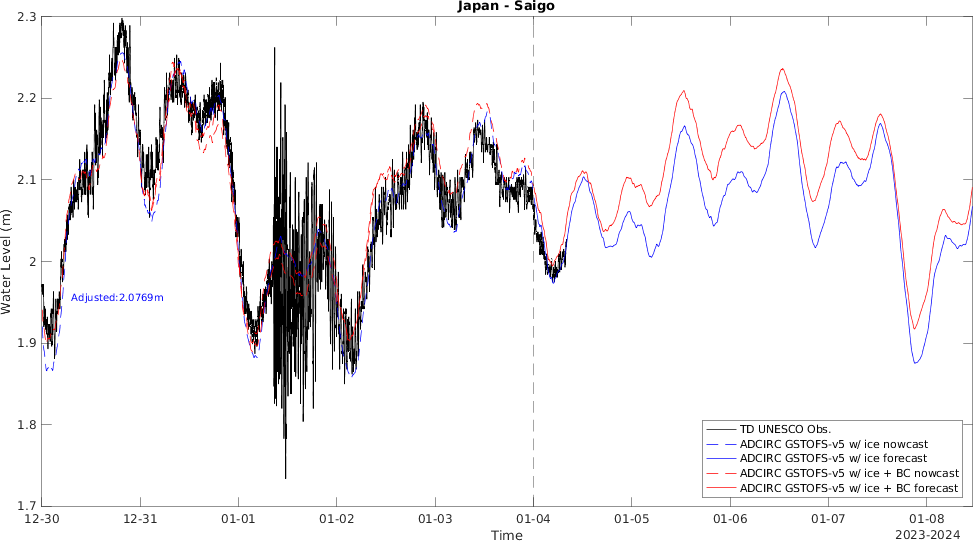 Japan - Saigo
2.3
2.2
2.1
2
1.9
1.8
1.7
Water Level (m)
Adjusted:2.0769m
TD UNESCO Obs.
ADCIRC GSTOFS-v5 w/ ice nowcast
ADCIRC GSTOFS-v5 w/ ice forecast
ADCIRC GSTOFS-v5 w/ ice + BC nowcast
ADCIRC GSTOFS-v5 w/ ice + BC forecast
12-30 12-31 01-01 01-02 01-03 01-04 01-05 01-06 01-07 01-08
Time
2023-2024